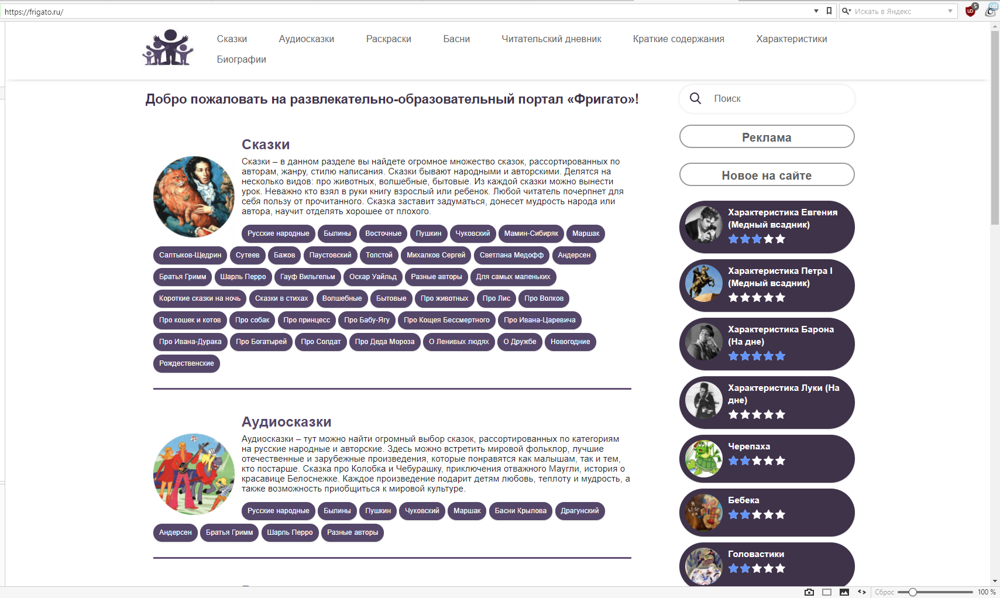 https://frigato.ru/
Искать в Яндекс
5
off
Сказки Аудиосказки Раскраски Басни Читательский дневник Краткие содержания Характеристики
Биографии
Добро пожаловать на развлекательно-образовательный портал «Фригато»!
Сказки
Сказки – в данном разделе вы найдете огромное множество сказок, рассортированных по
авторам, жанру, стилю написания. Сказки бывают народными и авторскими. Делятся на
несколько видов: про животных, волшебные, бытовые. Из каждой сказки можно вынести
урок. Неважно кто взял в руки книгу взрослый или ребенок. Любой читатель почерпнет для
себя пользу от прочитанного. Сказка заставит задуматься, донесет мудрость народа или
автора, научит отделять хорошее от плохого.
Русские народные Былины Восточные Пушкин Чуковский Мамин-Сибиряк Маршак
Салтыков-Щедрин Сутеев Бажов Паустовский Толстой Михалков Сергей Светлана Медофф Андерсен
Братья Гримм Шарль Перро Гауф Вильгельм Оскар Уайльд Разные авторы Для самых маленьких
Короткие сказки на ночь Сказки в стихах Волшебные Бытовые Про животных Про Лис Про Волков
Про кошек и котов Про собак Про принцесс Про Бабу-Ягу Про Кощея Бессмертного Про Ивана-Царевича
Про Ивана-Дурака Про Богатырей Про Солдат Про Деда Мороза О Ленивых людях О Дружбе Новогодние
Рождественские
Аудиосказки
Аудиосказки – тут можно найти огромный выбор сказок, рассортированных по категориям
на русские народные и авторские. Здесь можно встретить мировой фольклор, лучшие
отечественные и зарубежные произведения, которые понравятся как малышам, так и тем,
кто постарше. Сказка про Колобка и Чебурашку, приключения отважного Маугли, история о
красавице Белоснежке. Каждое произведение подарит детям любовь, теплоту и мудрость, а
также возможность приобщиться к мировой культуре.
Русские народные Былины Пушкин Чуковский Маршак Басни Крылова Драгунский
Андерсен Братья Гримм Шарль Перро Разные авторы
Поиск
Реклама
Новое на сайте
Характеристика Евгения
(Медный всадник)
Характеристика Петра I
(Медный всадник)
Характеристика Барона
(На дне)
Характеристика Луки (На
дне)
Черепаха
Бебека
Головастики
Сброс
100 %